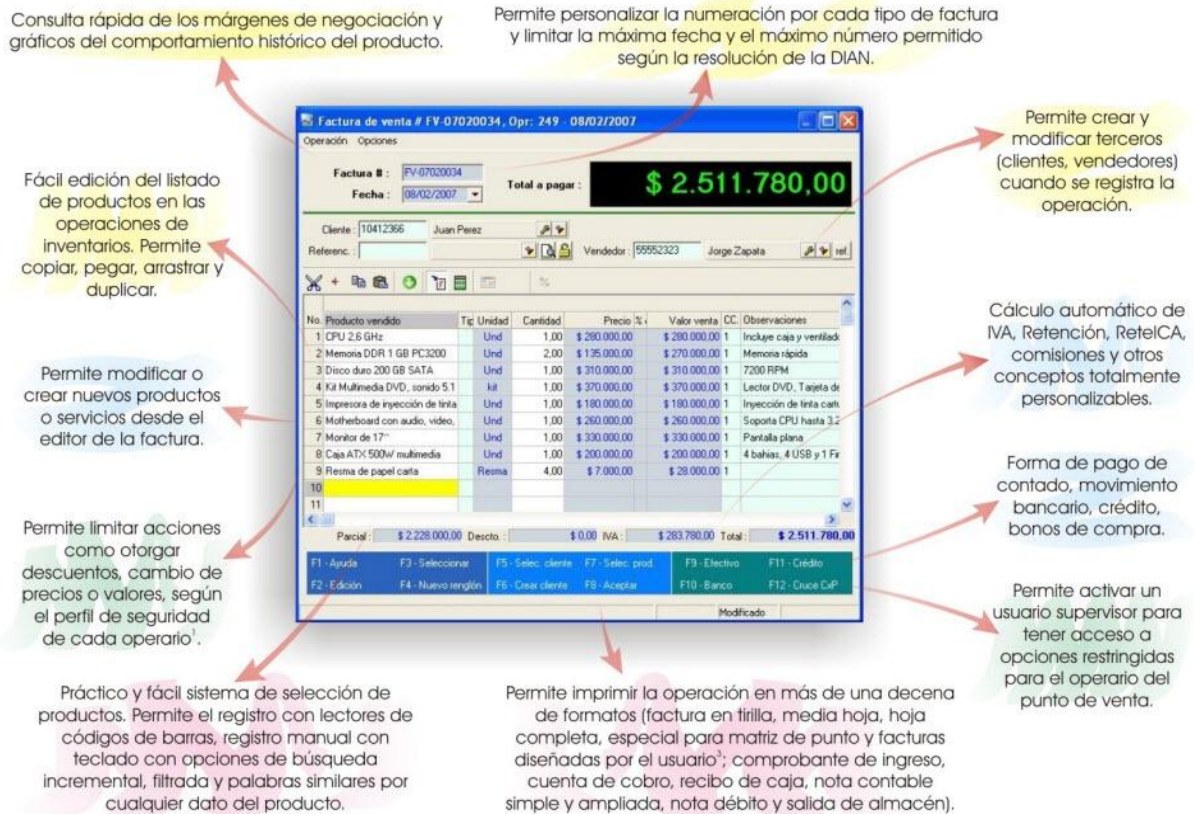 Consulta rápida de los márgenes de negociación y
gráficos del comportamiento histórico del producto.
Permite personalizar la numeración por cada tipo de factura
y limitar la máxima fecha y el máximo número permitido
según la resolución de la DIAN.
Fácil edición del listado
de productos en las
operaciones de
inventarios. Permite
copiar, pegar, arrastrar y
duplicar.
Permite modificar o
crear nuevos productos
o servicios desde el
editor de la factura.
Permite limitar acciones
como otorgar
descuentos, cambio de
precios o valores, según
el perfil de seguridad
de cada operario¹.
Factura de venta # FV-07020034, Opr: 249 - 08/02/2007
Operación Opciones
Factura # : FV-07020034
Fecha : 08/02/2007
Total a pagar : $ 2.511.780,00
Cliente : 10412366 Juan Perez
Referenc. : Vendedor : 55552323 Jorge Zapata ref.
No. Producto vendido Tip Unidad Cantidad Precio % Valor venta CC. Observaciones
1 CPU 2,6 GHz Und 1,00 $ 280.000,00 $ 280.000,00 1 Incluye caja y ventilado
2 Memoria DDR 1 GB PC3200 Und 2,00 $ 135.000,00 $ 270.000,00 1 Memoria rápida
3 Disco duro 200 GB SATA Und 1,00 $ 310.000,00 $ 310.000,00 1 7200 RPM
4 Kit Multimedia DVD, sonido 5.1 kit 1,00 $ 370.000,00 $ 370.000,00 1 Lector DVD, Tarjeta de
5 Impresora de inyección de tinta Und 1,00 $ 180.000,00 $ 180.000,00 1 Inyección de tinta cartu
6 Motherboard con audio, video, Und 1,00 $ 260.000,00 $ 260.000,00 1 Soporta CPU hasta 3.2
7 Monitor de 17" Und 1,00 $ 330.000,00 $ 330.000,00 1 Pantalla plana
8 Caja ATX 500W multimedia Und 1,00 $ 200.000,00 $ 200.000,00 1 4 bahias, 4 USB y 1 Fir
9 Resma de papel carta Resma 4,00 $ 7.000,00 $ 28.000,00 1
10
11
Parcial : $ 2.228.000,00 Descto. : $ 0,00 IVA : $ 283.780,00 Total : $ 2.511.780,00
F1 - Ayuda F3 - Seleccionar F5 - Selec. cliente F7 - Selec. prod. F9 - Efectivo F11 - Crédito
F2 - Edición F4 - Nuevo renglón F6 - Crear cliente F8 - Aceptar F10 - Banco F12 - Cruce CxP
Modificado
Permite crear y
modificar terceros
(clientes, vendedores)
cuando se registra la
operación.
Cálculo automático de
IVA, Retención, ReteICA,
comisiones y otros
conceptos totalmente
personalizables.
Forma de pago de
contado, movimiento
bancario, crédito,
bonos de compra.
Permite activar un
usuario supervisor para
tener acceso a
opciones restringidas
para el operario del
punto de venta.
Práctico y fácil sistema de selección de
productos. Permite el registro con lectores de
códigos de barras, registro manual con
teclado con opciones de búsqueda
incremental, filtrada y palabras similares por
cualquier dato del producto.
Permite imprimir la operación en más de una decena
de formatos (factura en tirilla, media hoja, hoja
completa, especial para matriz de punto y facturas
diseñadas por el usuario³; comprobante de ingreso,
cuenta de cobro, recibo de caja, nota contable
simple y ampliada, nota débito y salida de almacén).